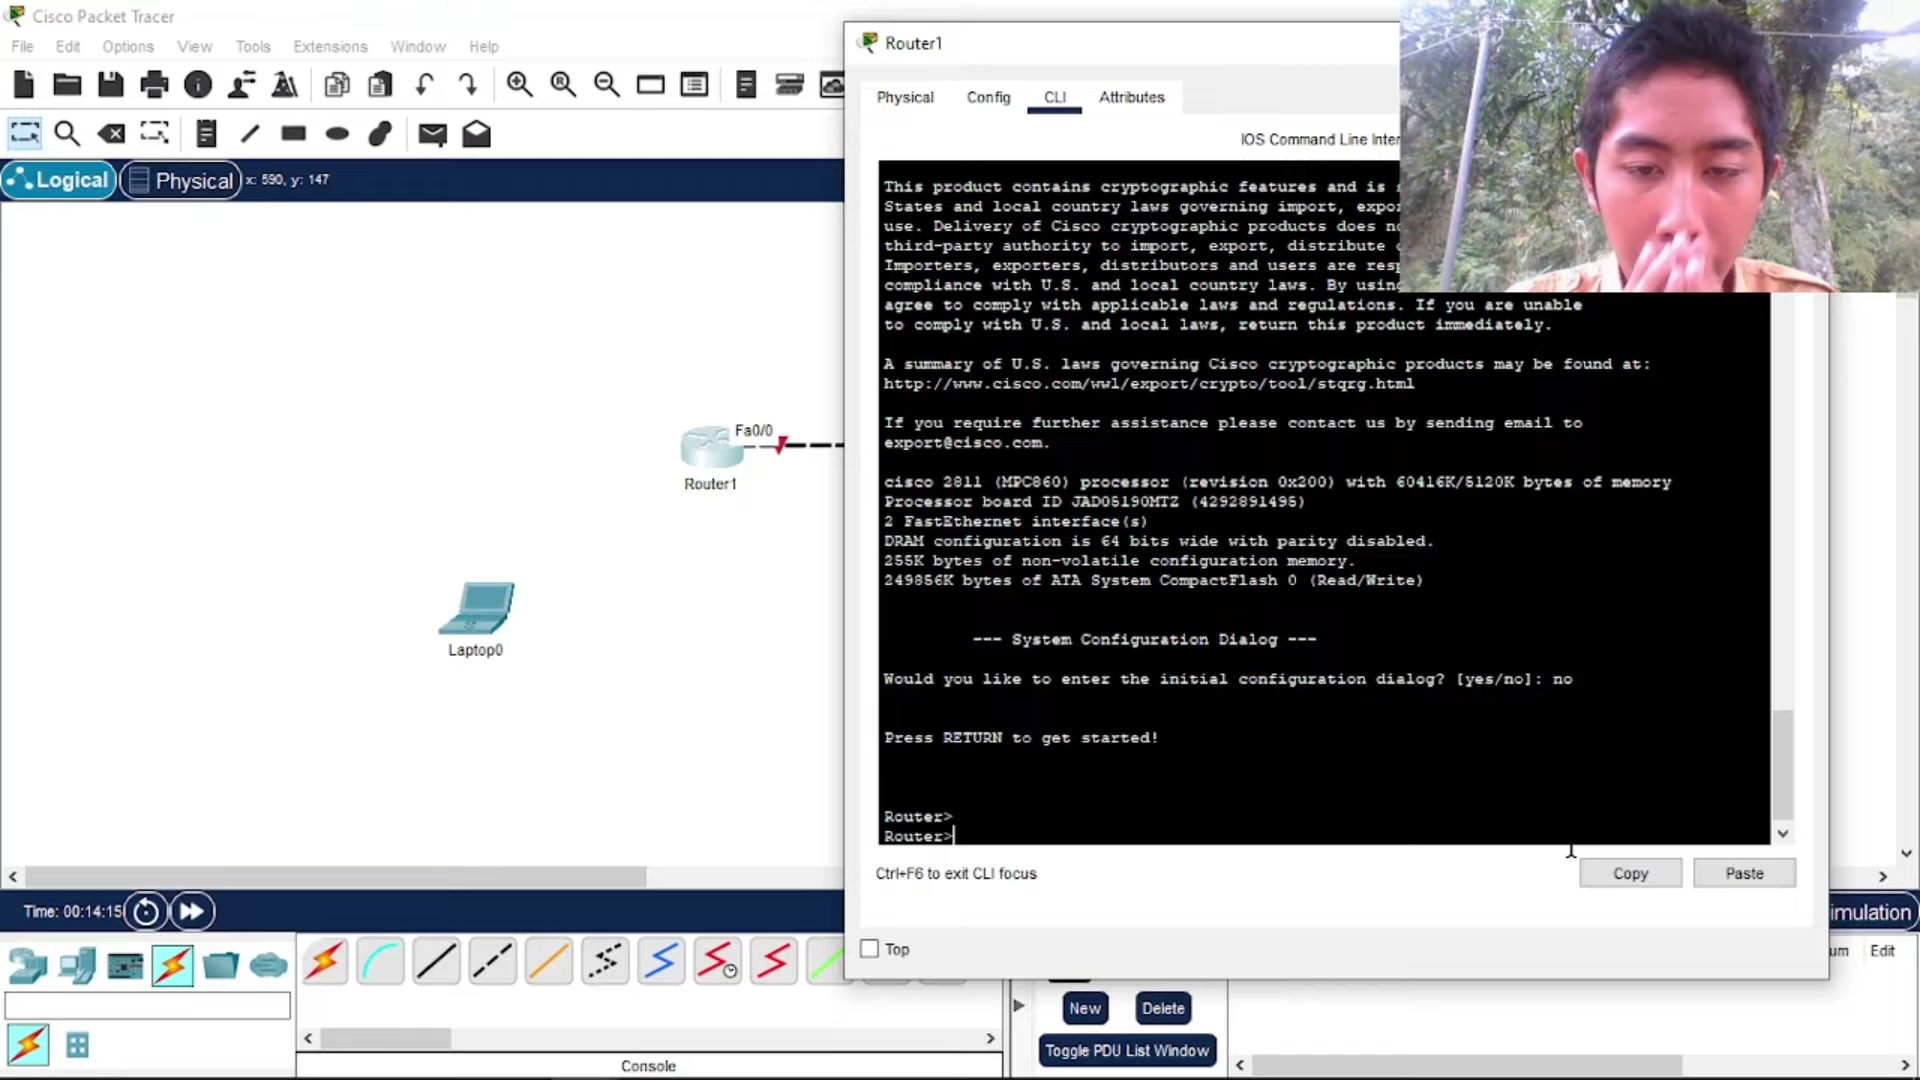 Cisco Packet Tracer
File Edit Options View Tools Extensions Window Help
Logical
Physical
x: 590, y: 147
Fa0/0
Router1
Laptop0
Router1
Physical Config CLI Attributes
IOS Command Line Inter
This product contains cryptographic features and is
States and local country laws governing import, expo
use. Delivery of Cisco cryptographic products does n
third-party authority to import, export, distribute
Importers, exporters, distributors and users are res
compliance with U.S. and local country laws. By usin
agree to comply with applicable laws and regulations. If you are unable
to comply with U.S. and local laws, return this product immediately.
A summary of U.S. laws governing Cisco cryptographic products may be found at:
http://www.cisco.com/wwl/export/crypto/tool/stqrg.html
If you require further assistance please contact us by sending email to
export@cisco.com.
cisco 2811 (MPC860) processor (revision 0x200) with 60416K/5120K bytes of memory
Processor board ID JAD05190MTZ (4292891495)
2 FastEthernet interface(s)
DRAM configuration is 64 bits wide with parity disabled.
255K bytes of non-volatile configuration memory.
249856K bytes of ATA System CompactFlash 0 (Read/Write)
--- System Configuration Dialog ---
Would you like to enter the initial configuration dialog? [yes/no]: no
Press RETURN to get started!
Router>
Router>
Ctrl+F6 to exit CLI focus
Copy
Paste
Top
Time: 00:14:15
imulation
um Edit
New
Delete
Toggle PDU List Window
Console